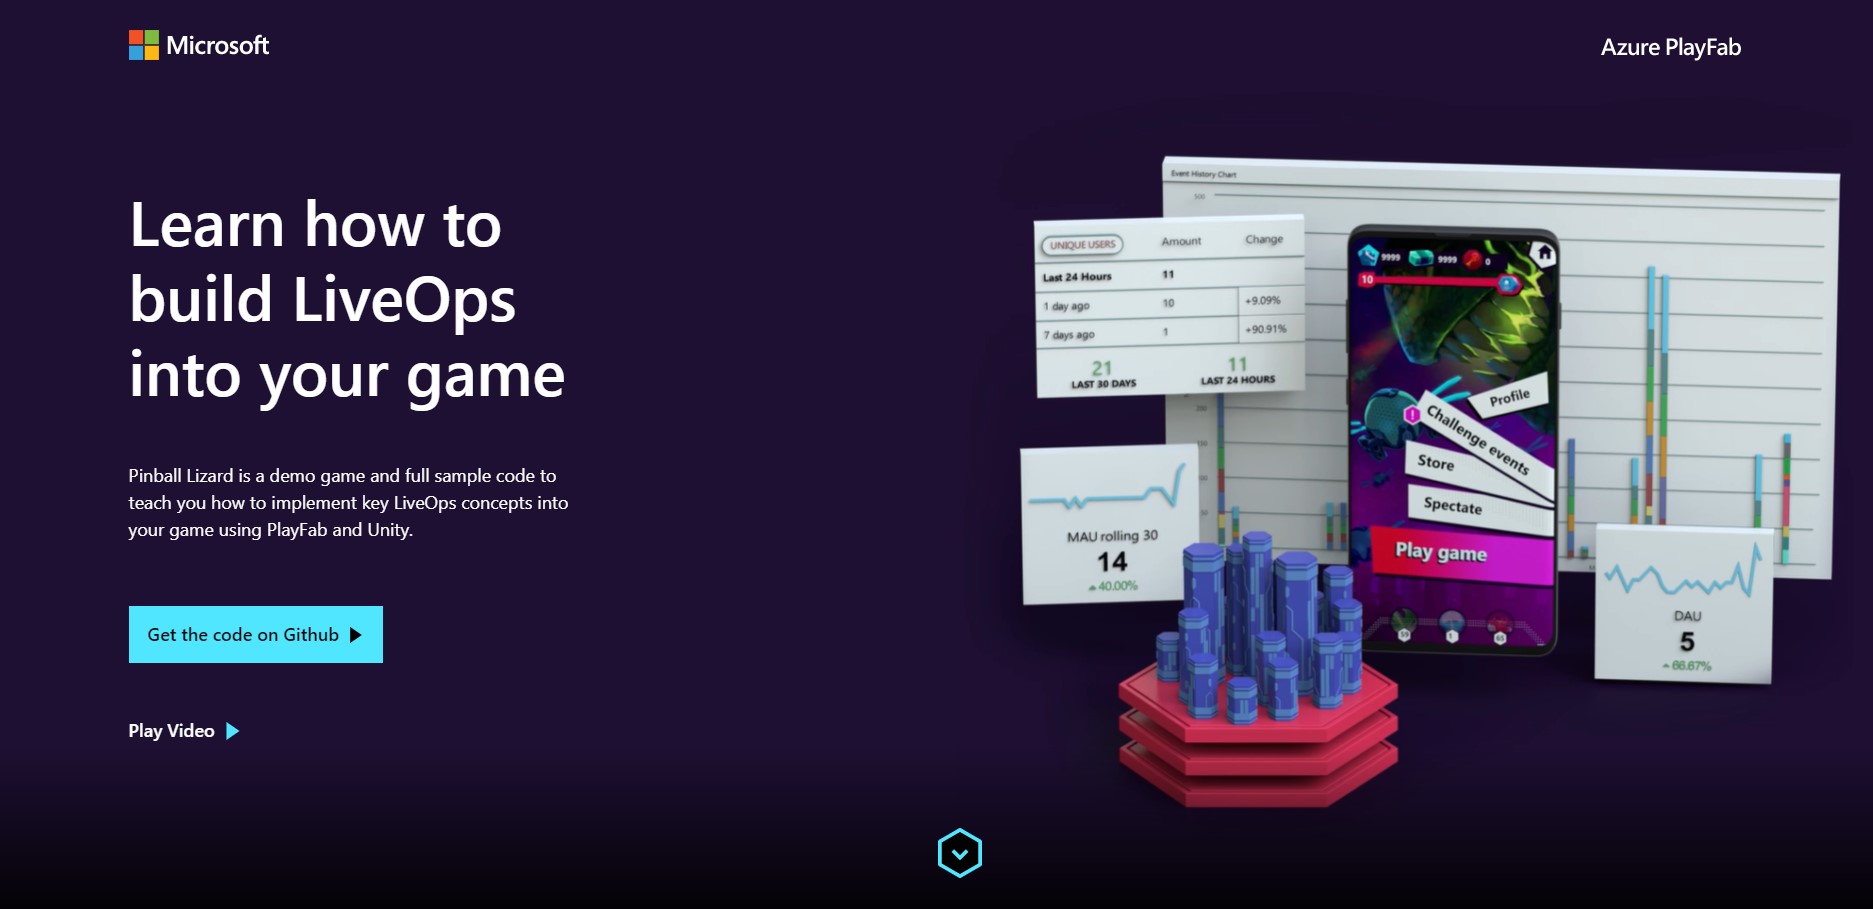 Microsoft
Azure PlayFab
Learn how to
build LiveOps
into your game
Pinball Lizard is a demo game and full sample code to
teach you how to implement key LiveOps concepts into
your game using PlayFab and Unity.
Get the code on Github
Play Video
Event History Chart
500
UNIQUE USERS Amount Change
Last 24 Hours 11
1 day ago 10 +9.09%
7 days ago 1 +90.91%
21 11
LAST 30 DAYS LAST 24 HOURS
200
MAU rolling 30
14
40.00%
9999 9999 0
10
Profile
Challenge events
Store
Spectate
Play game
59 1 65
DAU
5
66.67%